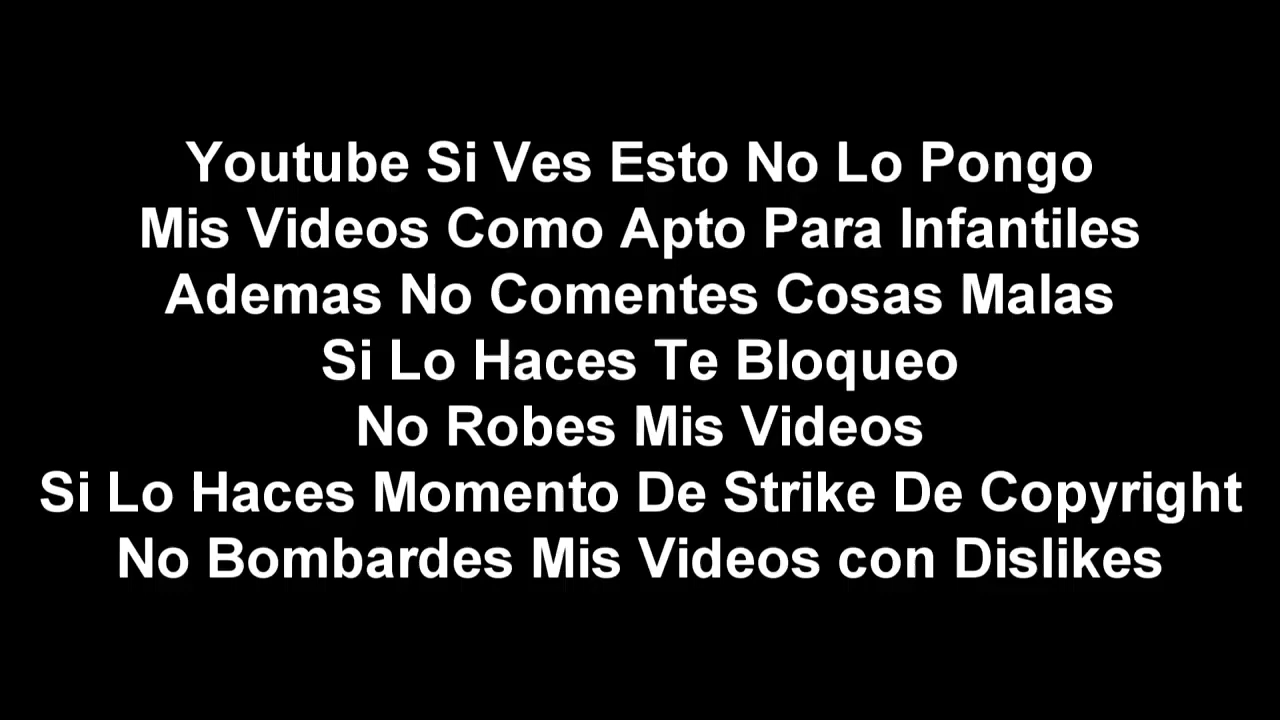 Youtube Si Ves Esto No Lo Pongo
Mis Videos Como Apto Para Infantiles
Ademas No Comentes Cosas Malas
Si Lo Haces Te Bloqueo
No Robes Mis Videos
Si Lo Haces Momento De Strike De Copyright
No Bombardes Mis Videos con Dislikes